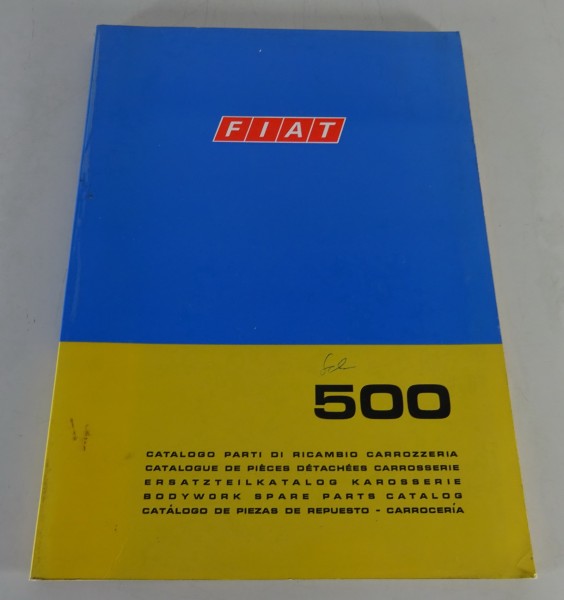 FIAT
500
CATALOGO PARTI DI RICAMBIO CARROZZERIA
CATALOGUE DE PIÈCES DÉTACHÉES CARROSSERIE
ERSATZTEILKATALOG KAROSSERIE
BODYWORK SPARE PARTS CATALOG
CATÁLOGO DE PIEZAS DE REPUESTO - CARROCERÍA